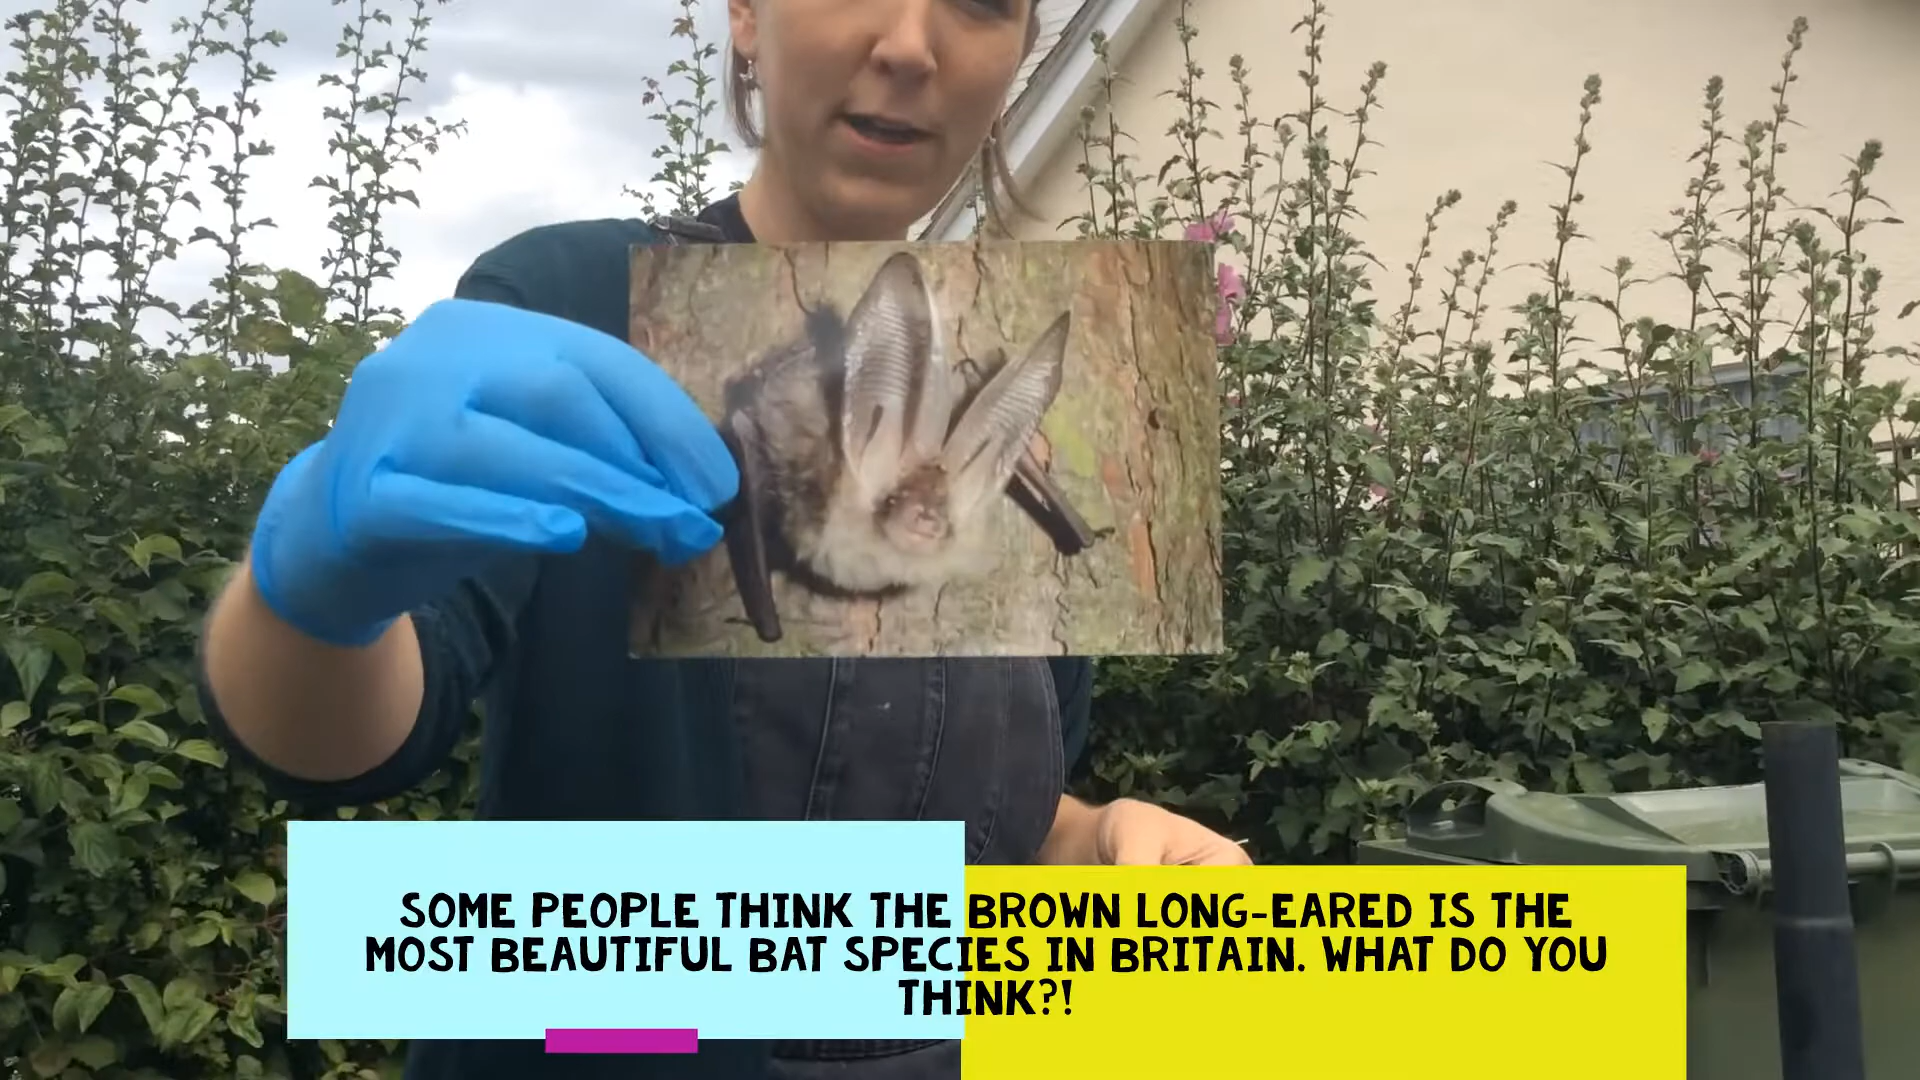 SOME PEOPLE THINK THE BROWN LONG-EARED IS THE
MOST BEAUTIFUL BAT SPECIES IN BRITAIN. WHAT DO YOU
THINK?!